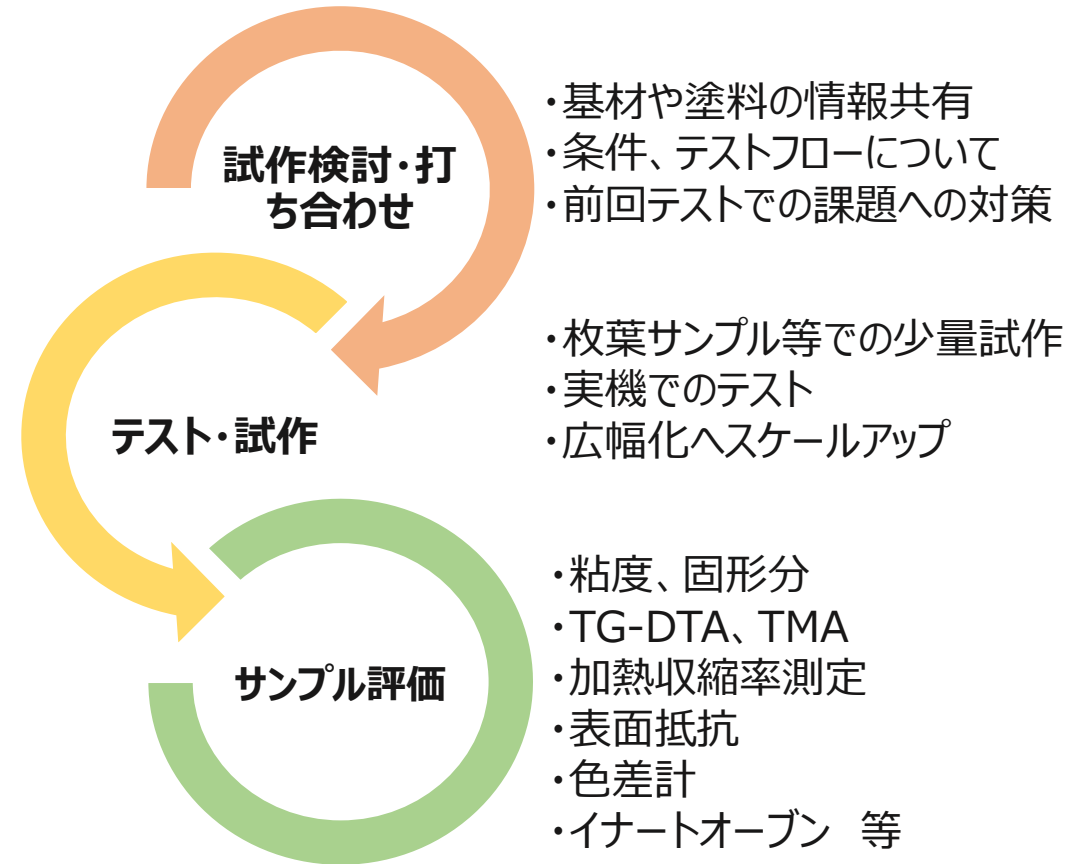 試作検討・打
ち合わせ
・基材や塗料の情報共有
・条件、テストフローについて
・前回テストでの課題への対策
テスト・試作
・枚葉サンプル等での少量試作
・実機でのテスト
・広幅化へスケールアップ
サンプル評価
・粘度、固形分
・TG-DTA、TMA
・加熱収縮率測定
・表面抵抗
・色差計
・イナートオーブン　等